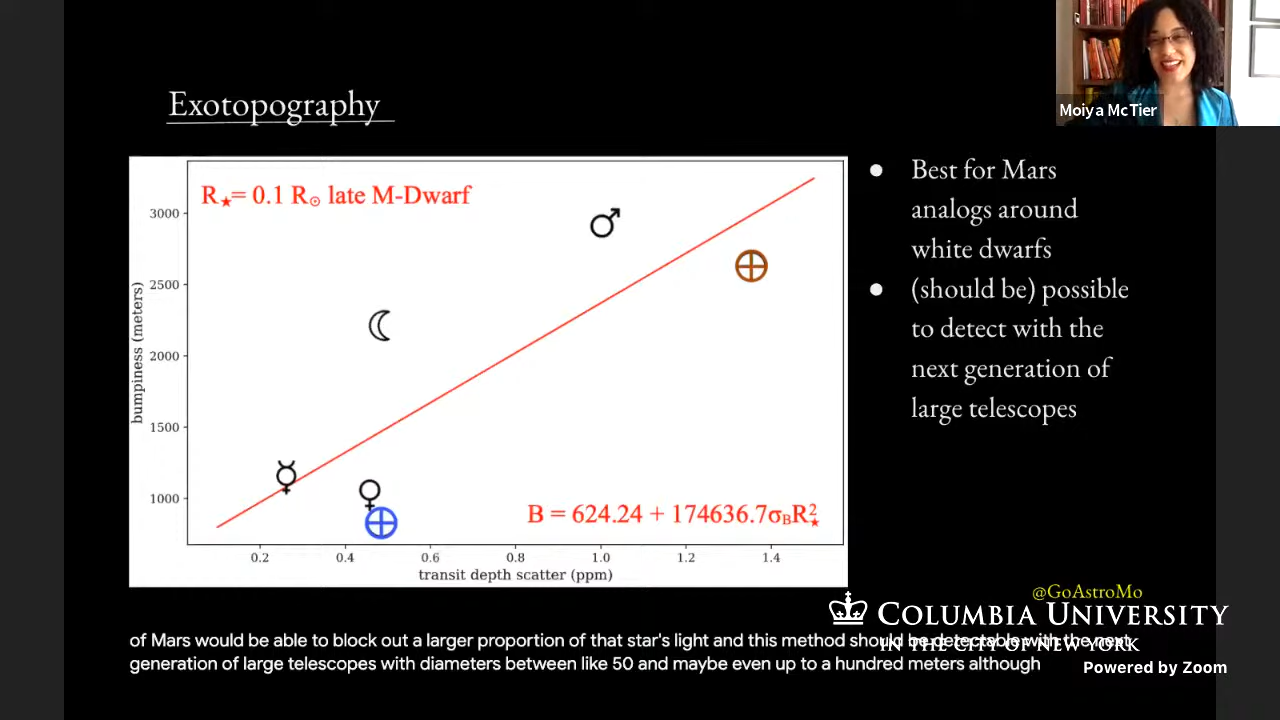 Moiya McTier
Exotopography
R★= 0.1 R☉ late M-Dwarf
3000
2500
2000
1500
1000
bumpiness (meters)
B = 624.24 + 174636.7σ_B R★²
0.2 0.4 0.6 0.8 1.0 1.2 1.4
transit depth scatter (ppm)
● Best for Mars
analogs around
white dwarfs
● (should be) possible
to detect with the
next generation of
large telescopes
@GoAstroMo
COLUMBIA UNIVERSITY
IN THE CITY OF NEW YORK
of Mars would be able to block out a larger proportion of that star's light and this method should be detectable with the next
generation of large telescopes with diameters between like 50 and maybe even up to a hundred meters although
Powered by Zoom